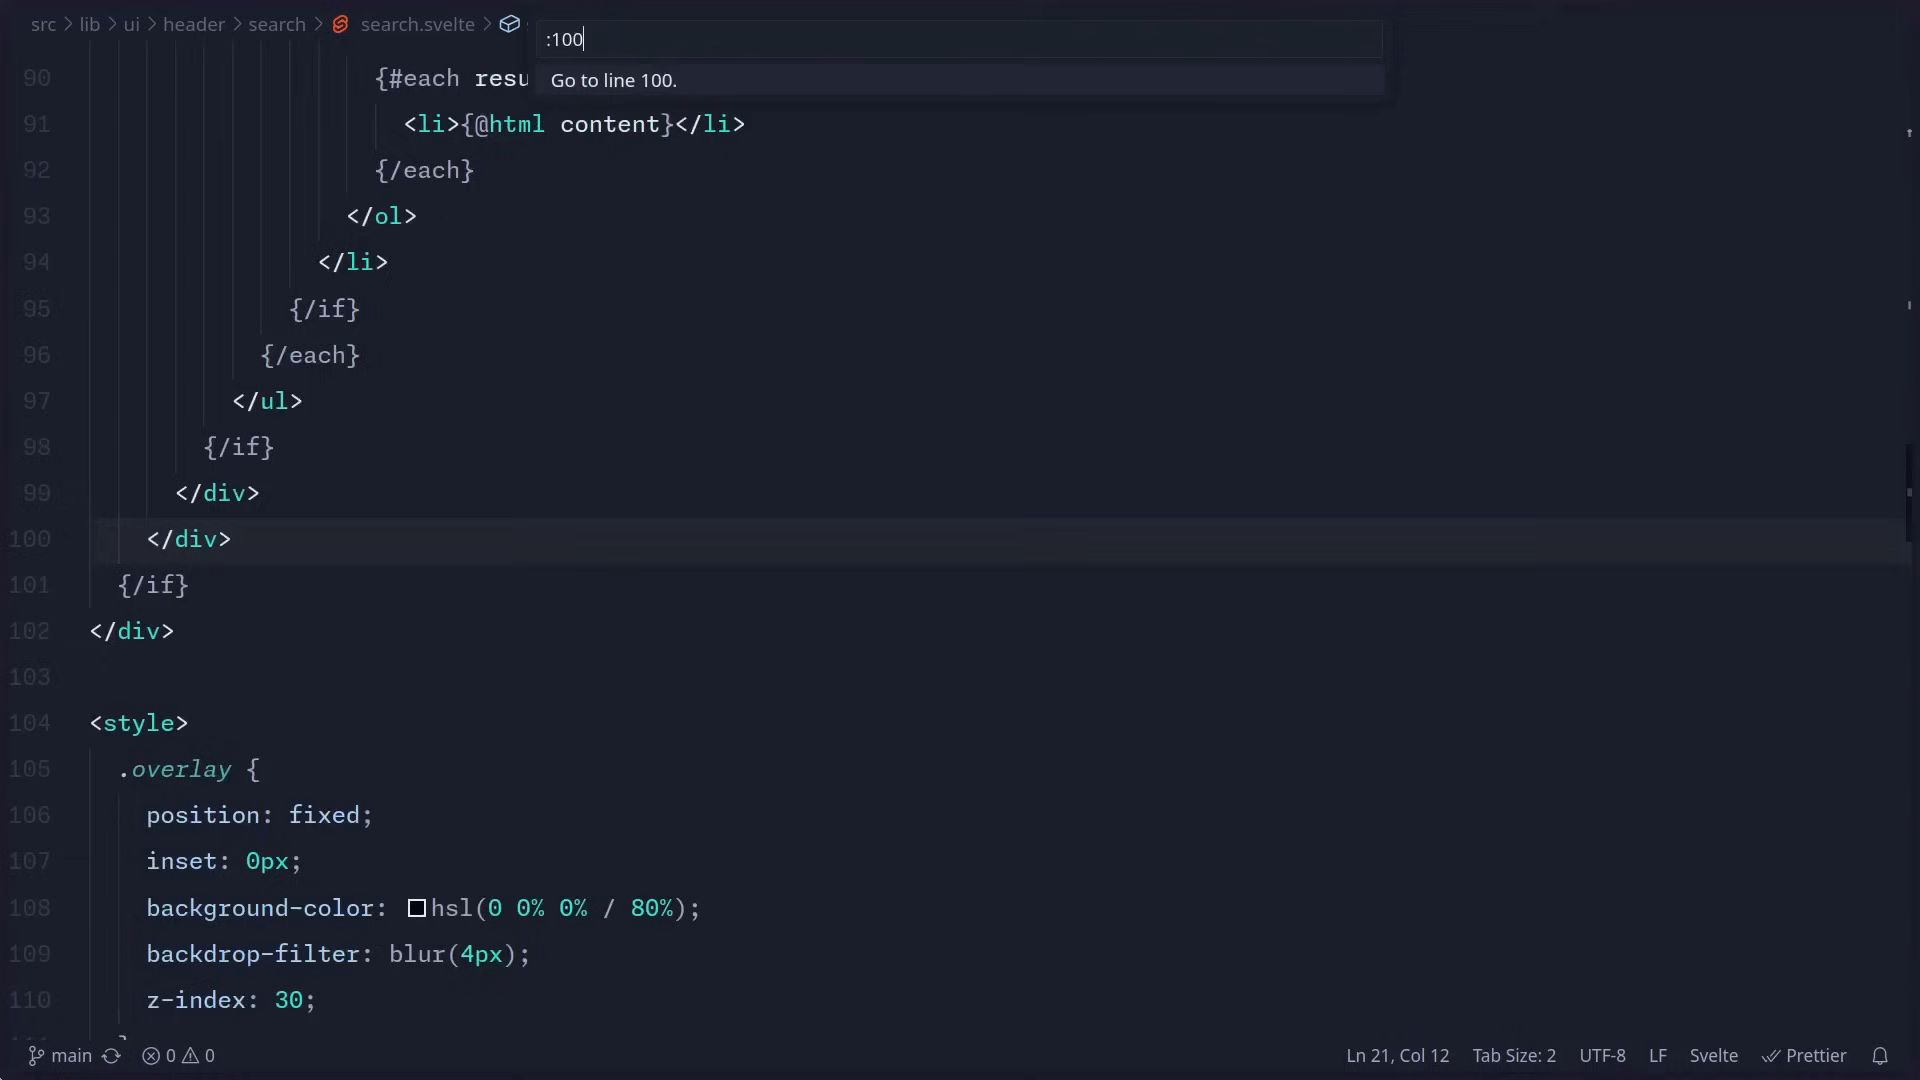 src > lib > ui > header > search > search.svelte >
:100
Go to line 100.
90 {#each resu
91 <li>{@html content}</li>
92 {/each}
93 </ol>
94 </li>
95 {/if}
96 {/each}
97 </ul>
98 {/if}
99 </div>
100 </div>
101 {/if}
102 </div>
103
104 <style>
105 .overlay {
106 position: fixed;
107 inset: 0px;
108 background-color: hsl(0 0% 0% / 80%);
109 backdrop-filter: blur(4px);
110 z-index: 30;
main 0 0 Ln 21, Col 12 Tab Size: 2 UTF-8 LF Svelte Prettier